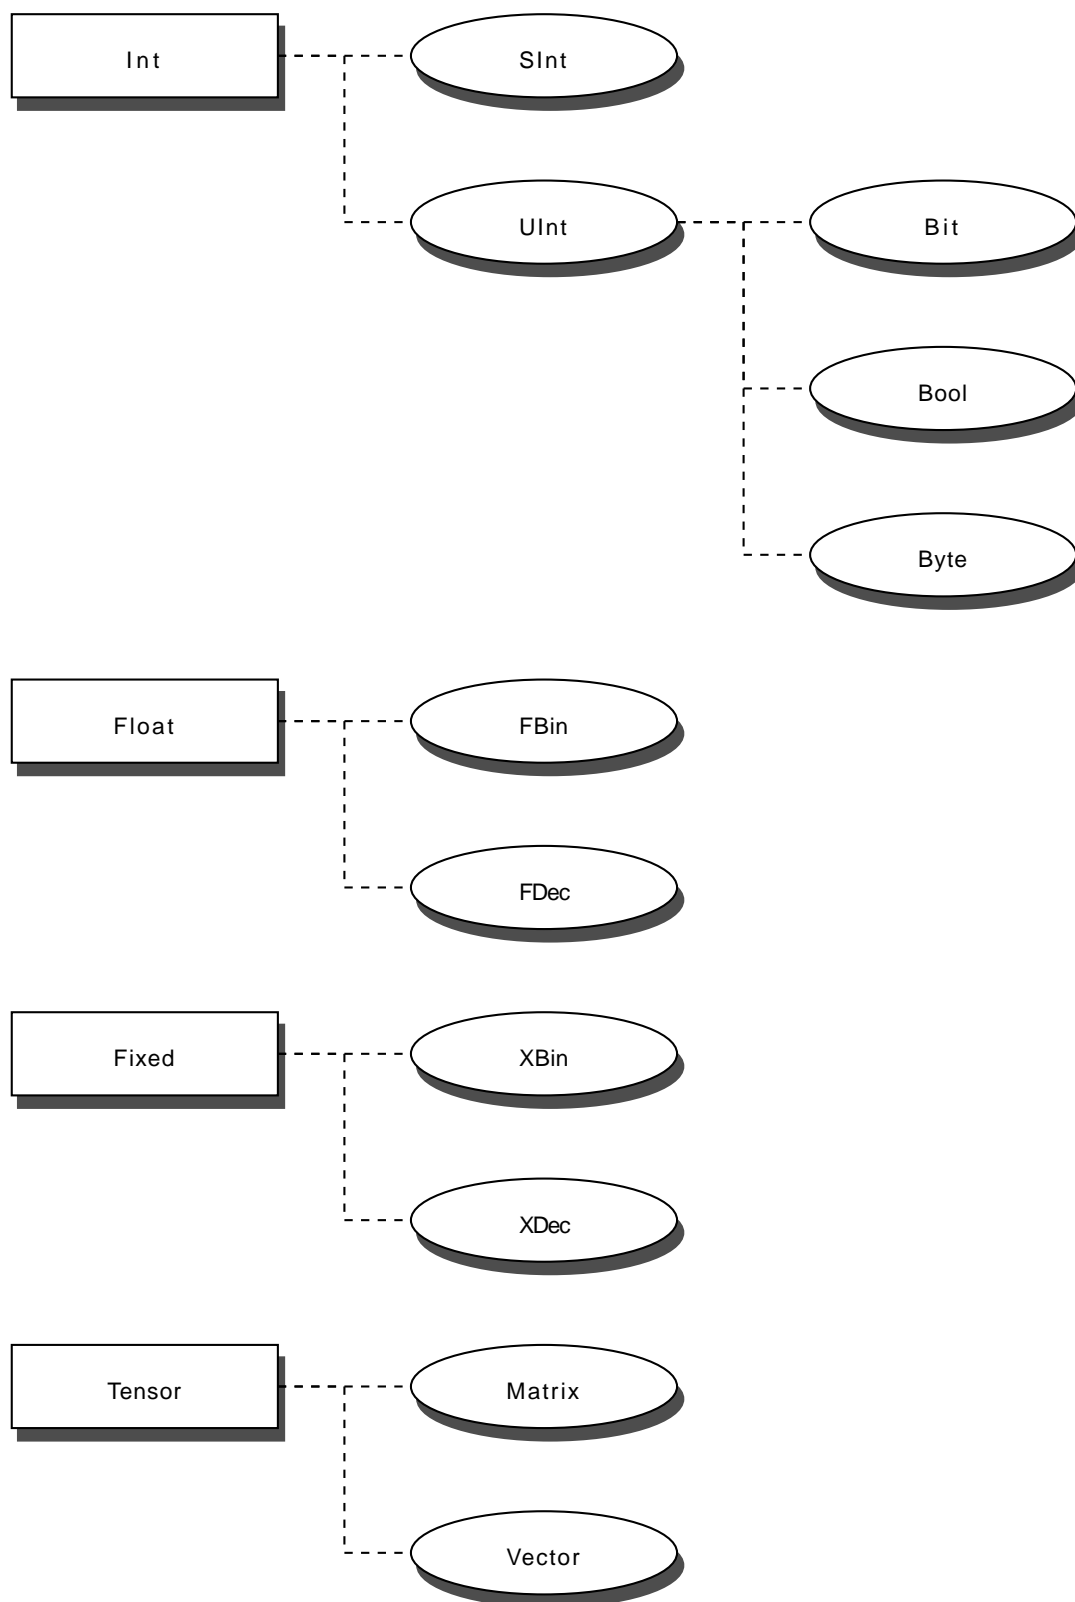 Int
SInt
UInt
Bit
Bool
Byte
Float
FBin
FDec
Fixed
XBin
XDec
Tensor
Matrix
Vector